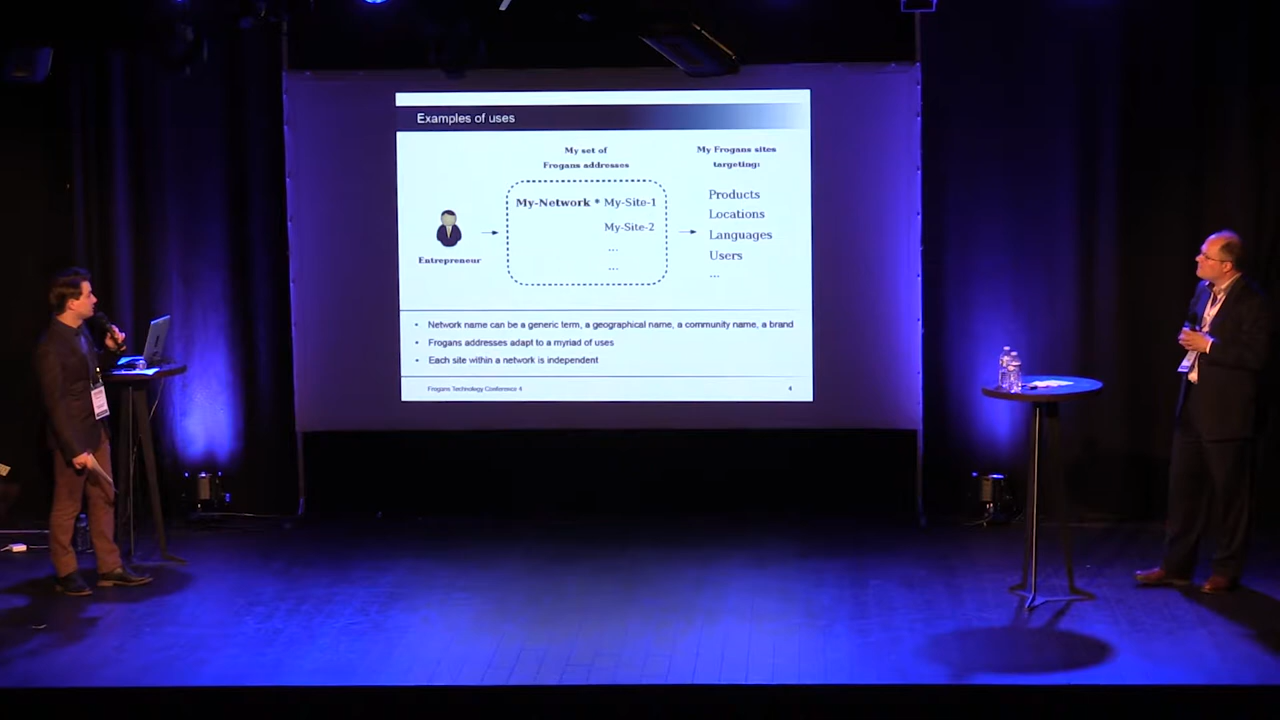 Examples of uses
My set of
Frogans addresses
My Frogans sites
targeting:
My-Network * My-Site-1
My-Site-2
...
...
Entrepreneur
Products
Locations
Languages
Users
...
• Network name can be a generic term, a geographical name, a community name, a brand
• Frogans addresses adapt to a myriad of uses
• Each site within a network is independent
Frogans Technology Conference 4
4